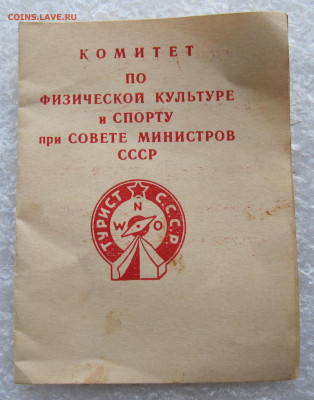 COINS.LAVE.RU
КОМИТЕТ
ПО
ФИЗИЧЕСКОЙ КУЛЬТУРЕ
и СПОРТУ
при СОВЕТЕ МИНИСТРОВ
СССР
ТУРИСТ С.С.С.Р
N
W O